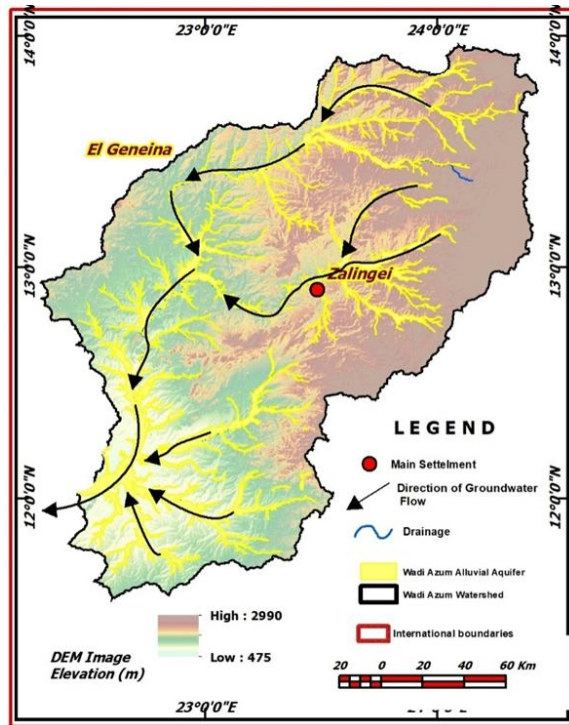 23°0'0"E 24°0'0"E
14°0'0"N
14°0'0"N
El Geneina
13°0'0"N
13°0'0"N
Zalingei
12°0'0"N
12°0'0"N
LEGEND
Main Settelment
Direction of Groundwater
Flow
Drainage
Wadi Azum Alluvial Aquifer
Wadi Azum Watershed
International boundaries
High : 2990
Low : 475
DEM Image
Elevation (m)
20 10 0 20 40 60 Km
23°0'0"E